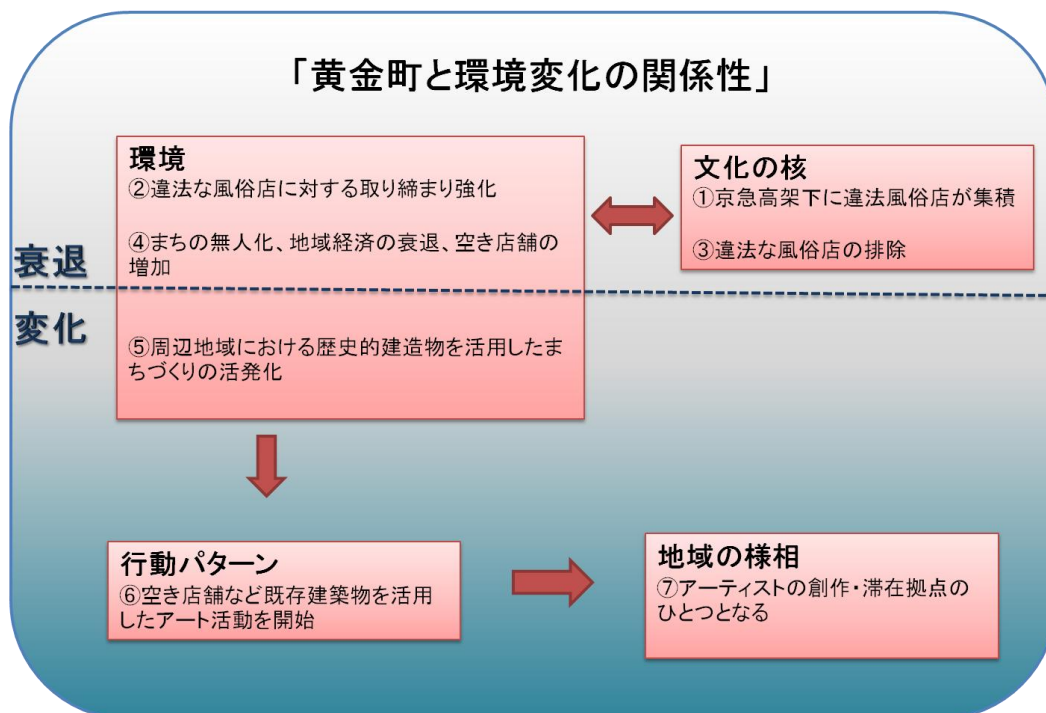 「黄金町と環境変化の関係性」
環境
②違法な風俗店に対する取り締まり強化
④まちの無人化、地域経済の衰退、空き店舗の
増加
文化の核
①京急高架下に違法風俗店が集積
③違法な風俗店の排除
衰退
変化
⑤周辺地域における歴史的建造物を活用したま
ちづくりの活発化
行動パターン
⑥空き店舗など既存建築物を活用
したアート活動を開始
地域の様相
⑦アーティストの創作・滞在拠点の
ひとつとなる